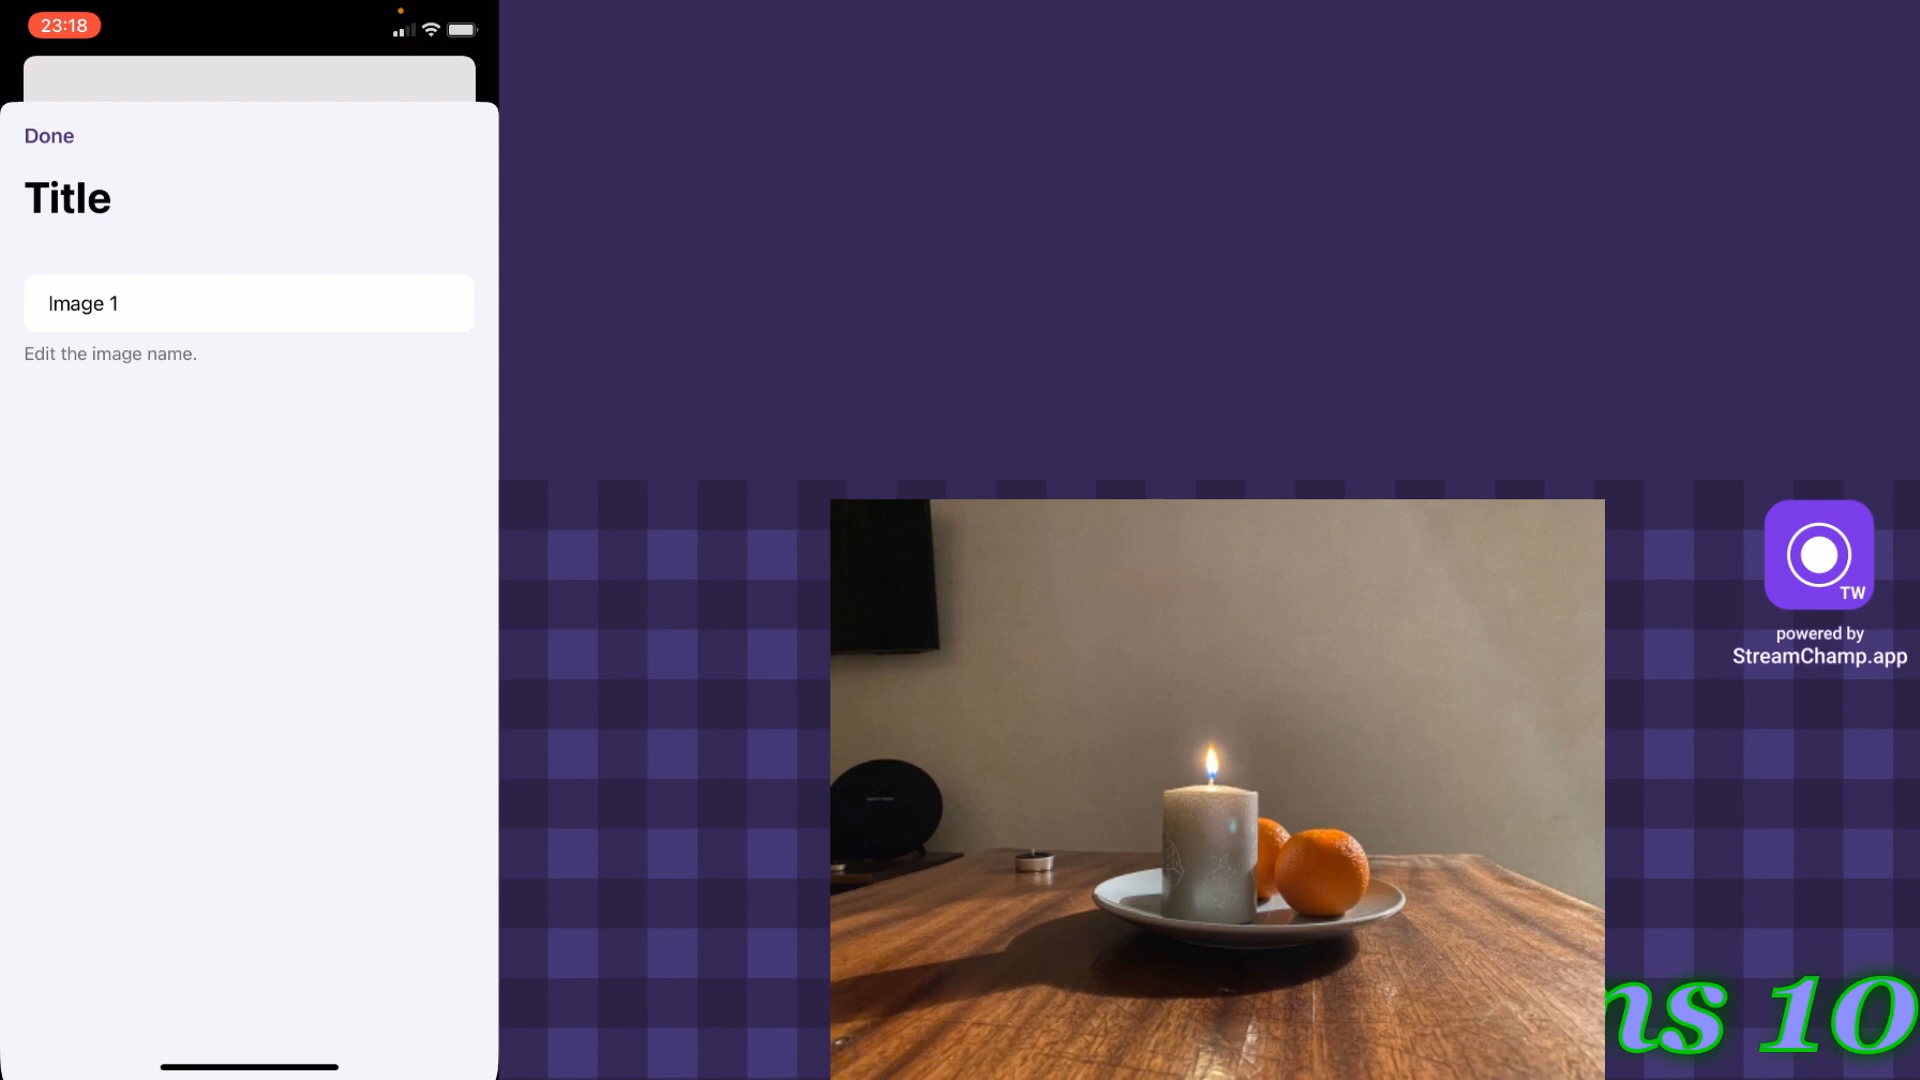 23:18
Done
Title
Image 1
Edit the image name.
TW
powered by
StreamChamp.app
ns 10